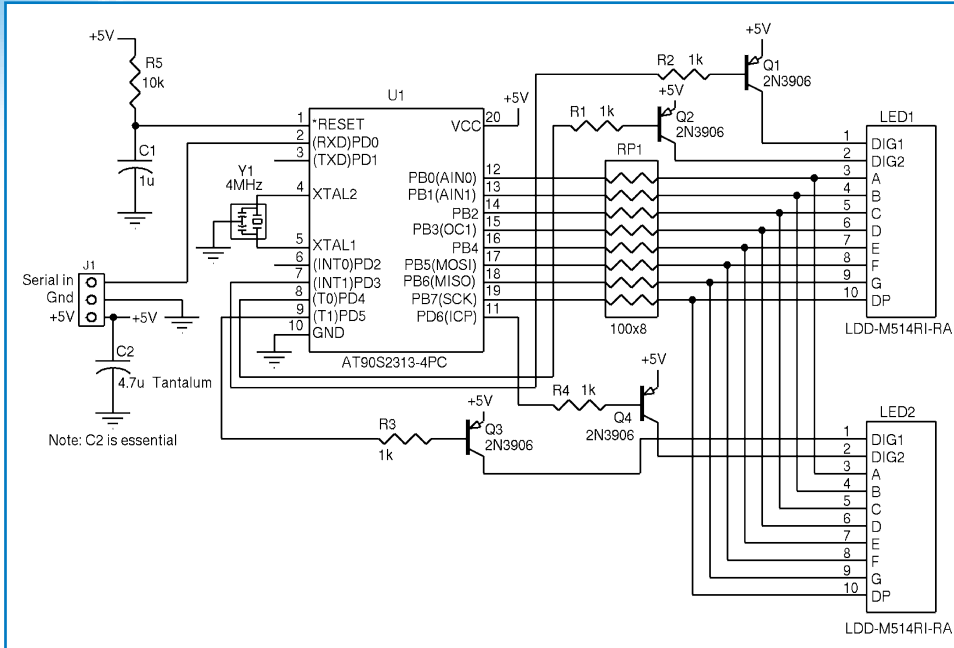 +5V
R5
10k
C1
1u
U1
1 *RESET
2 (RXD)PD0
3 (TXD)PD1
4 XTAL2
5 XTAL1
6 (INT0)PD2
7 (INT1)PD3
8 (T0)PD4
9 (T1)PD5
10 GND
VCC 20
+5V
PB0(AIN0) 12
PB1(AIN1) 13
PB2 14
PB3(OC1) 15
PB4 16
PB5(MOSI) 17
PB6(MISO) 18
PB7(SCK) 19
PD6(ICP) 11
AT90S2313-4PC
Y1
4MHz
J1
Serial in
Gnd
+5V
+5V
C2
4.7u Tantalum
Note: C2 is essential
R2 1k
+5V
Q1
2N3906
R1 1k
+5V
Q2
2N3906
RP1
100x8
R3
1k
+5V
Q3
2N3906
R4 1k
+5V
Q4
2N3906
LED1
1 DIG1
2 DIG2
3 A
4 B
5 C
6 D
7 E
8 F
9 G
10 DP
LDD-M514RI-RA
LED2
1 DIG1
2 DIG2
3 A
4 B
5 C
6 D
7 E
8 F
9 G
10 DP
LDD-M514RI-RA